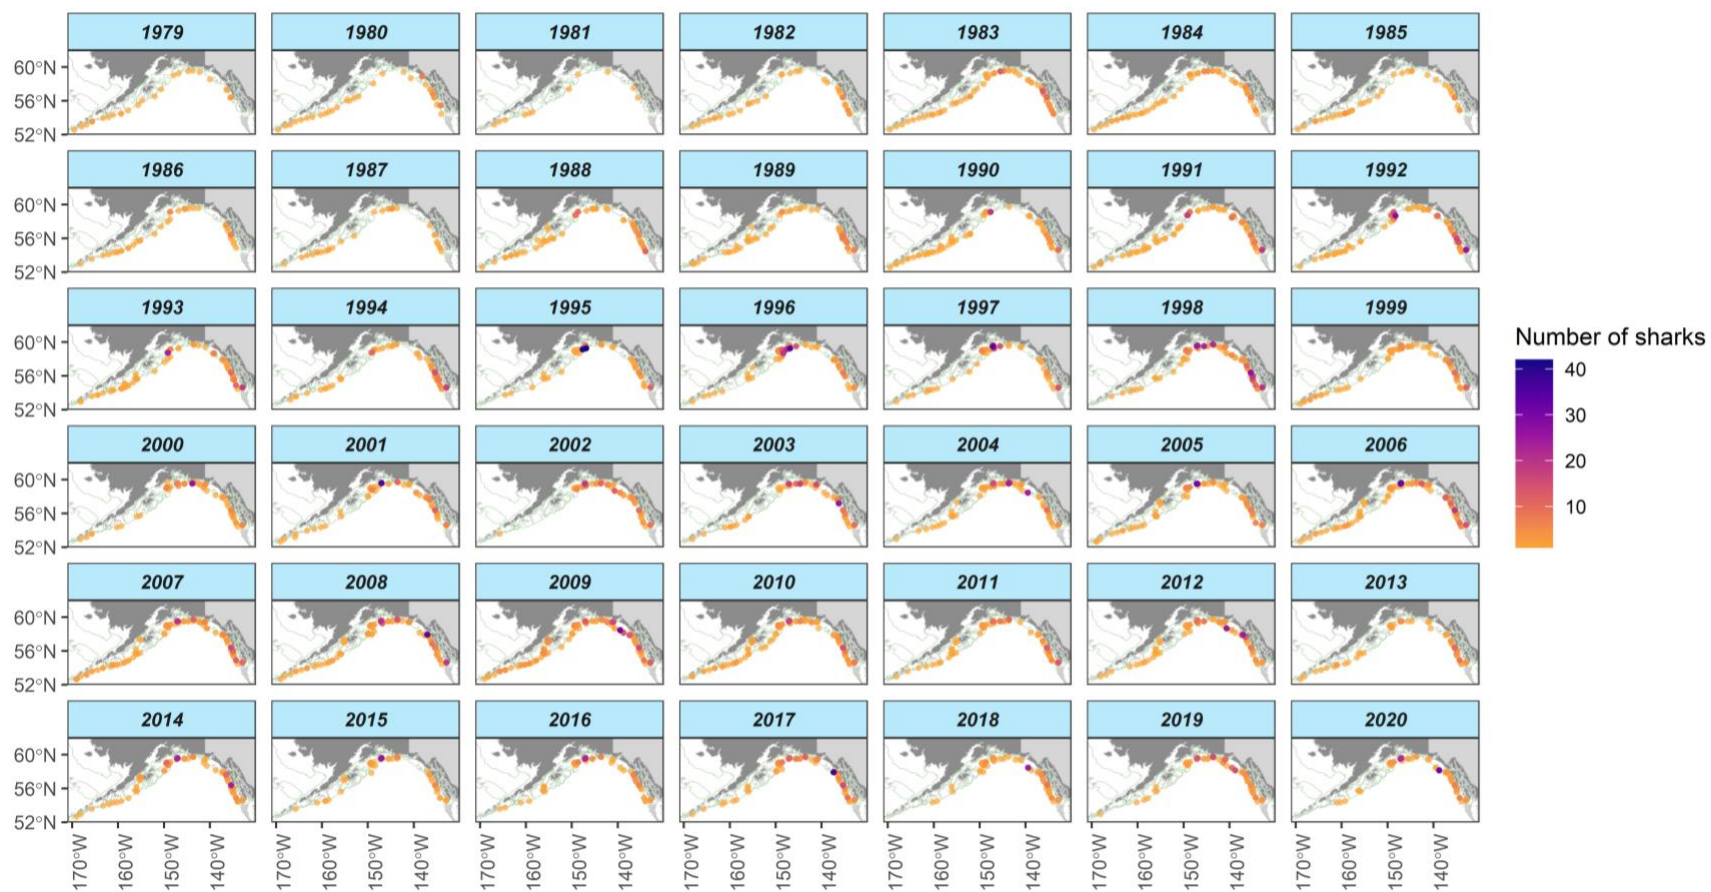 1979 1980 1981 1982 1983 1984 1985
60°N
56°N
52°N
1986 1987 1988 1989 1990 1991 1992
60°N
56°N
52°N
1993 1994 1995 1996 1997 1998 1999
60°N
56°N
52°N
Number of sharks
40
30
20
10
2000 2001 2002 2003 2004 2005 2006
60°N
56°N
52°N
2007 2008 2009 2010 2011 2012 2013
60°N
56°N
52°N
2014 2015 2016 2017 2018 2019 2020
60°N
56°N
52°N
170°W 160°W 150°W 140°W 170°W 160°W 150°W 140°W 170°W 160°W 150°W 140°W 170°W 160°W 150°W 140°W 170°W 160°W 150°W 140°W 170°W 160°W 150°W 140°W 170°W 160°W 150°W 140°W